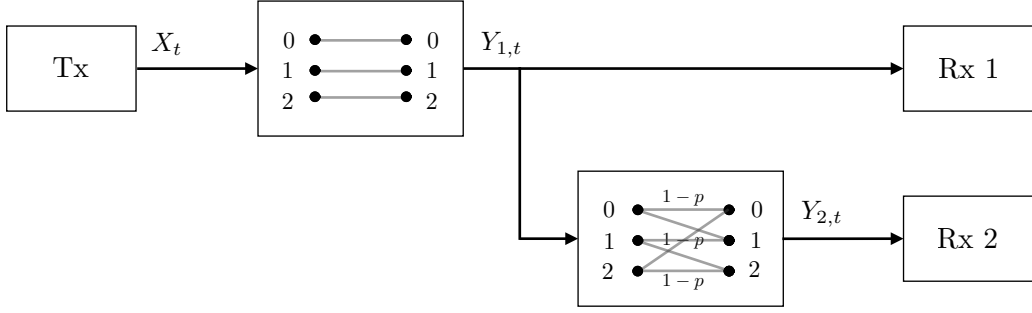 Tx
X_t
0 0
1 1
2 2
Y_{1,t}
Rx 1
0 1 − p 0
1 1 − p 1
2 1 − p 2
Y_{2,t}
Rx 2